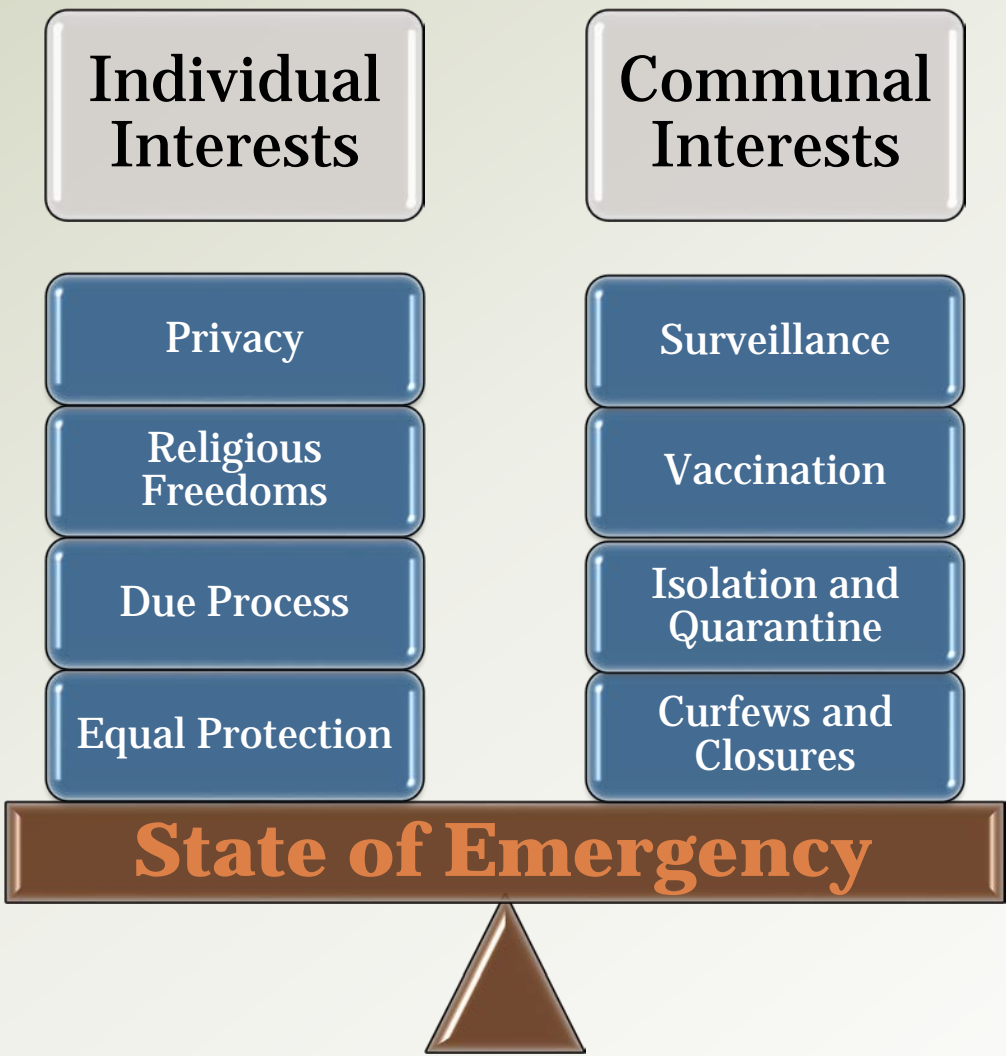 Individual
Interests
Privacy
Religious
Freedoms
Due Process
Equal Protection
Communal
Interests
Surveillance
Vaccination
Isolation and
Quarantine
Curfews and
Closures
State of Emergency